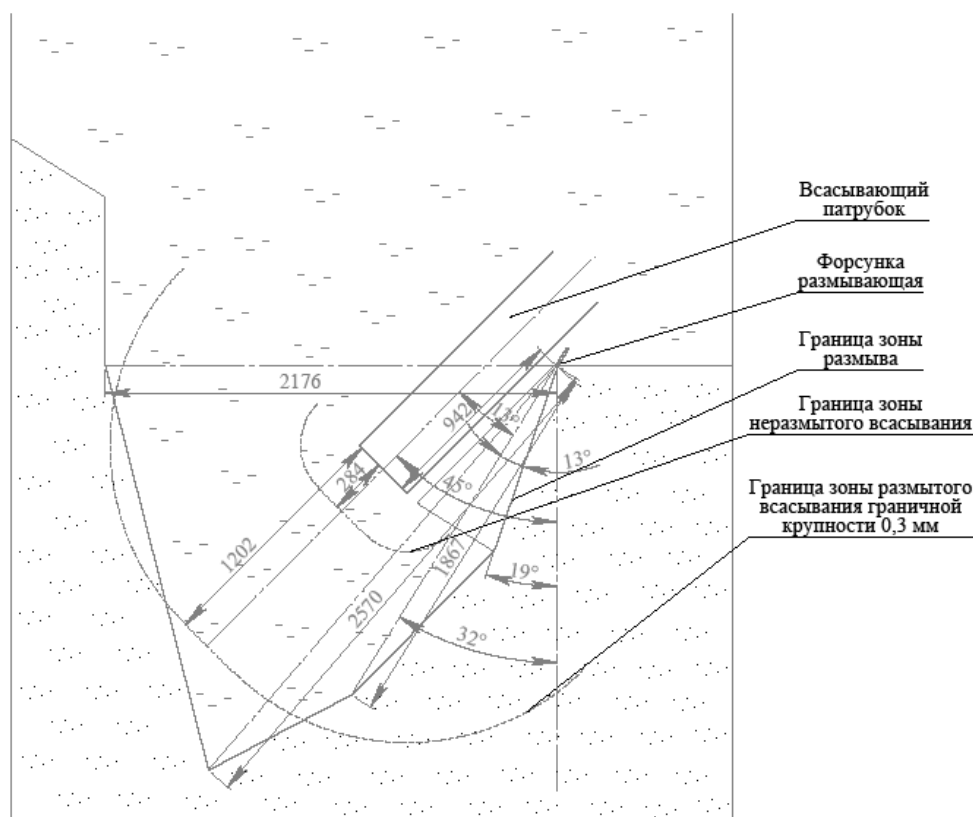 Всасывающий
патрубок
Форсунка
размывающая
Граница зоны
размыва
Граница зоны
неразмытого всасывания
Граница зоны размытого
всасывания граничной
крупности 0,3 мм
2176
942
13°
13°
284
45°
1202
1867
19°
2570
32°